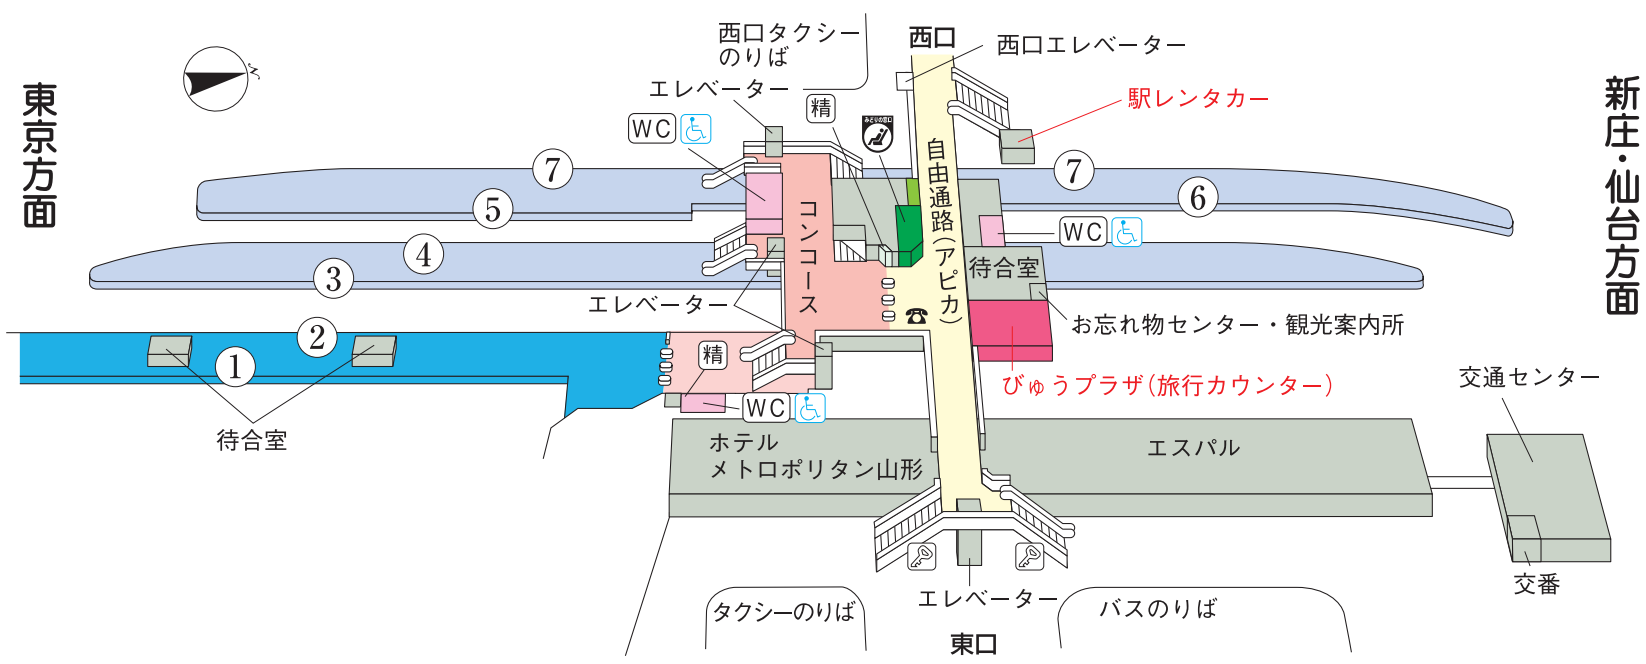 西口タクシー
のりば
西口
西口エレベーター
エレベーター
精
みどりの窓口
駅レンタカー
東京方面
新庄・仙台方面
WC
7
7
5
6
自由通路(アピカ)
コンコース
WC
4
3
待合室
エレベーター
お忘れ物センター・観光案内所
2
1
精
びゅうプラザ(旅行カウンター)
交通センター
WC
待合室
ホテル
メトロポリタン山形
エスパル
交番
エレベーター
タクシーのりば
バスのりば
東口